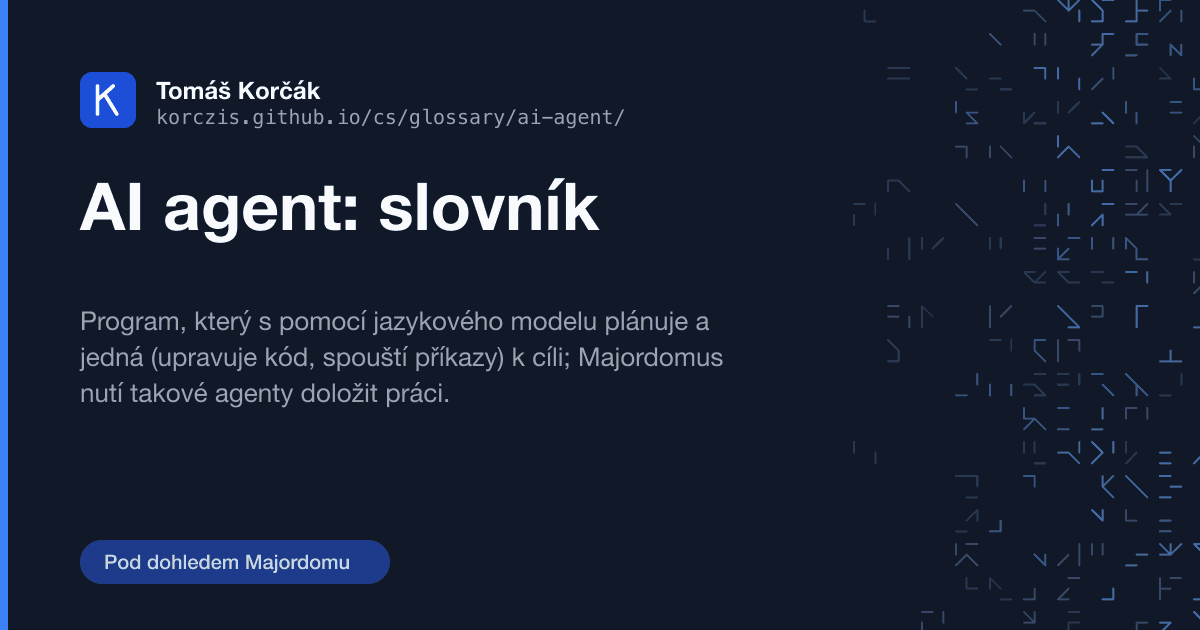 Tomáš Korčák
korczis.github.io/cs/glossary/ai-agent/
AI agent: slovník
Program, který s pomocí jazykového modelu plánuje a
jedná (upravuje kód, spouští příkazy) k cíli; Majordomus
nutí takové agenty doložit práci.
Pod dohledem Majordomu